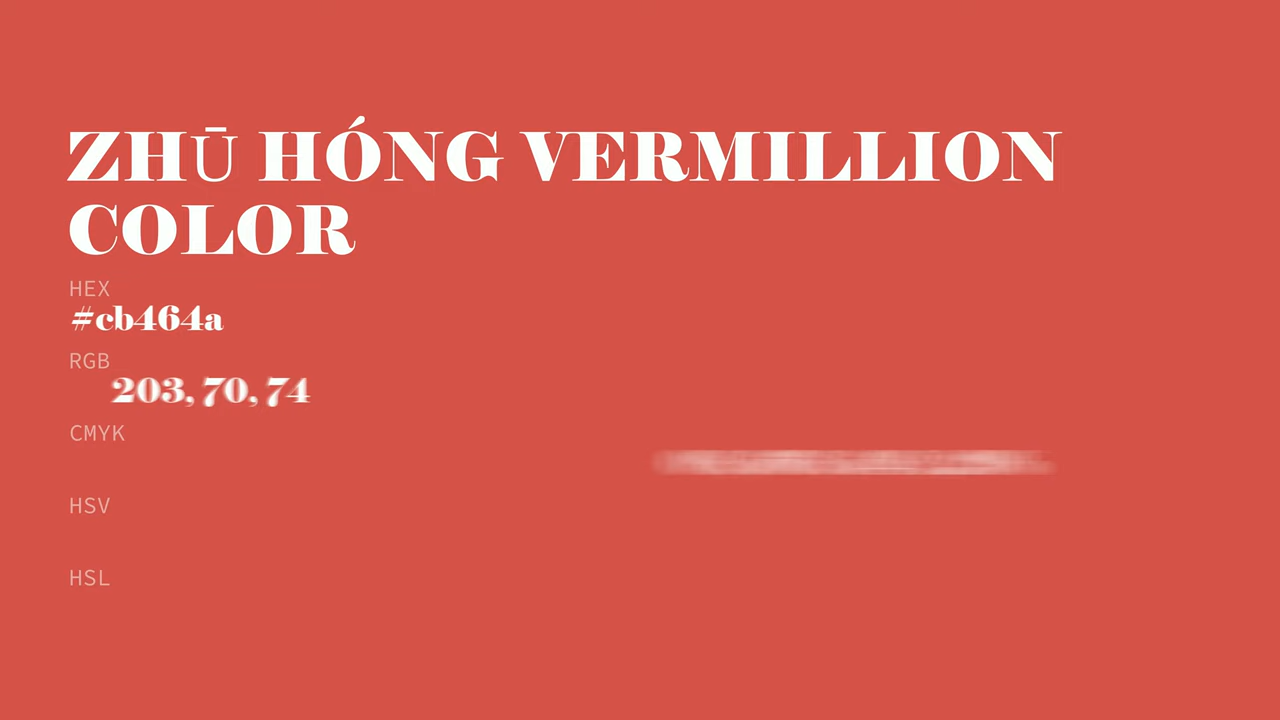 ZHŪ HÓNG VERMILLION
COLOR
HEX
#cb464a
RGB
203, 70, 74
CMYK
HSV
HSL